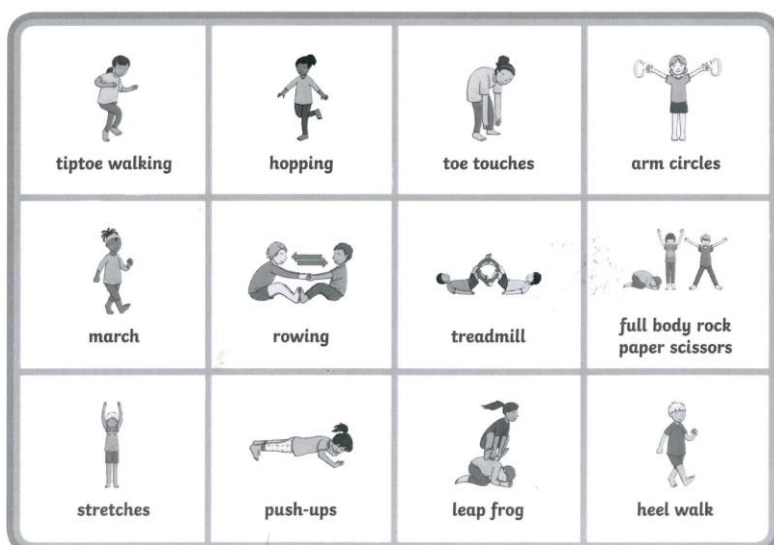 tiptoe walking
hopping
toe touches
arm circles
march
rowing
treadmill
full body rock
paper scissors
stretches
push-ups
leap frog
heel walk